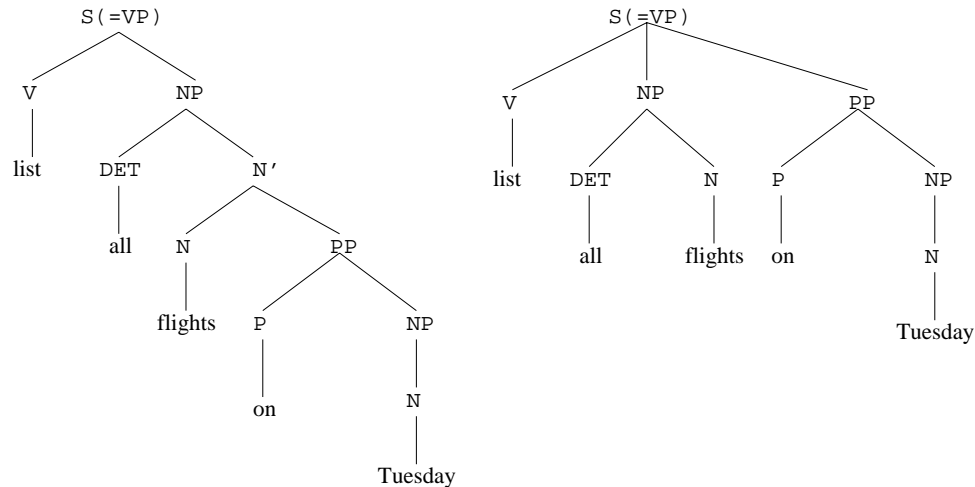 S(=VP) S(=VP)
V NP V NP PP
list DET N' list DET N P NP
all N PP all flights on N
flights P NP Tuesday
on N
Tuesday